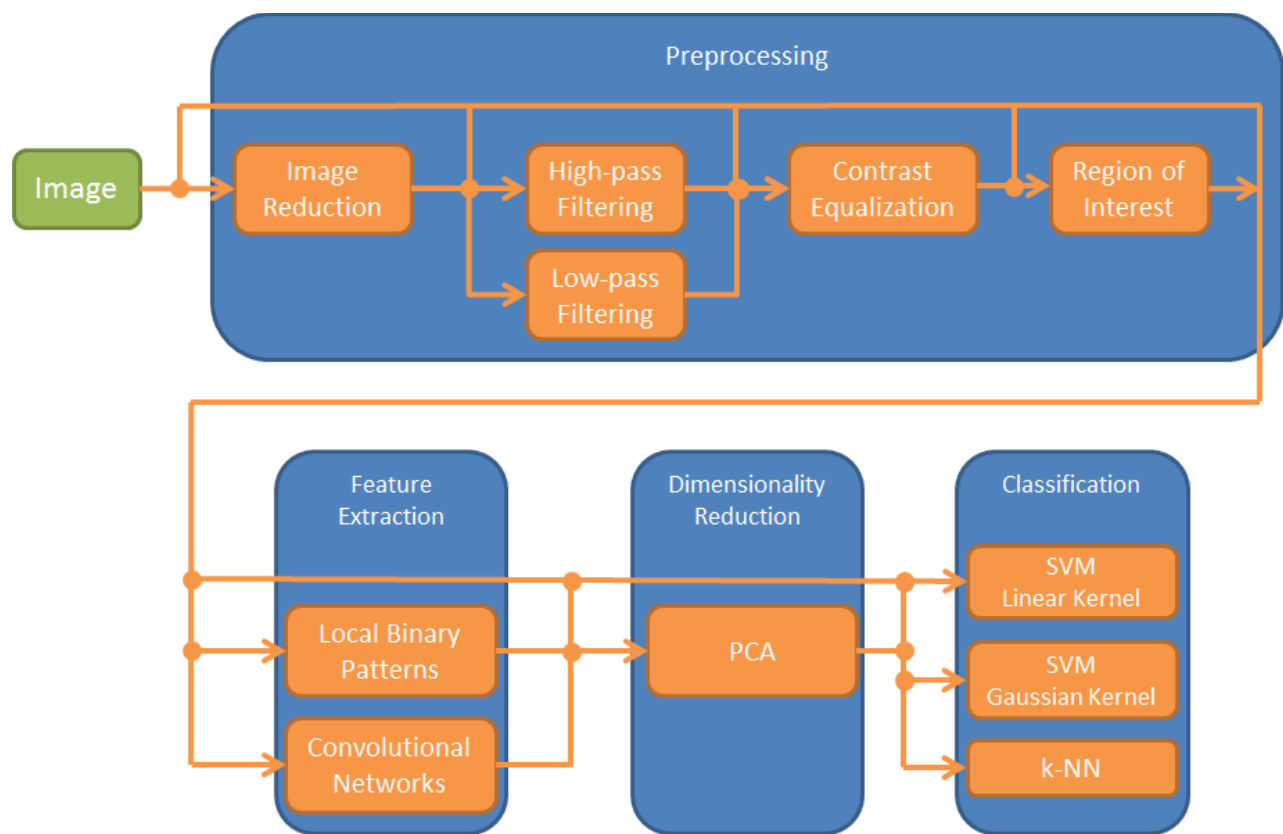 Preprocessing
Image
Image
Reduction
High-pass
Filtering
Contrast
Equalization
Region of
Interest
Low-pass
Filtering
Feature
Extraction
Local Binary
Patterns
Convolutional
Networks
Dimensionality
Reduction
PCA
Classification
SVM
Linear Kernel
SVM
Gaussian Kernel
k-NN